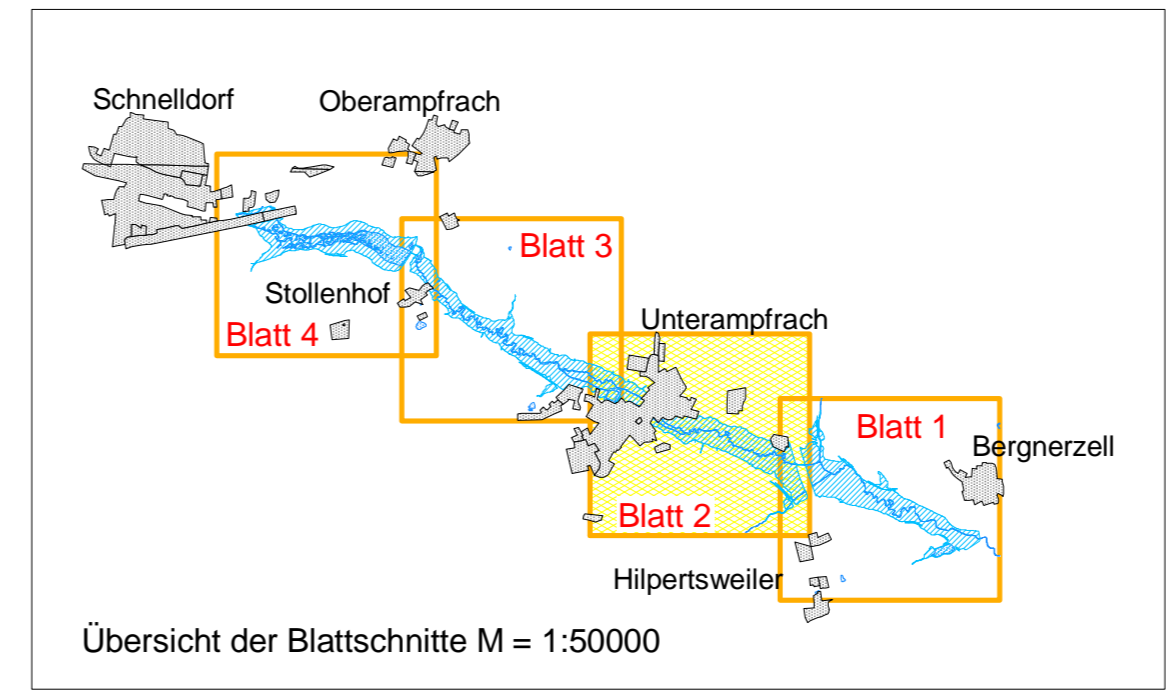 Schnelldorf
Oberampfrach
Blatt 3
Stollenhof
Blatt 4
Unterampfrach
Blatt 1
Bergnerzell
Blatt 2
Hilpertsweiler
Übersicht der Blattschnitte M = 1:50000